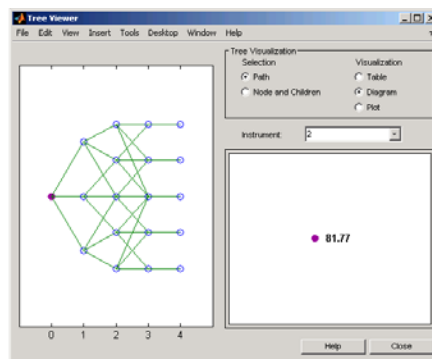 Tree Viewer
File Edit View Insert Tools Desktop Window Help
Tree Visualization
Selection Visualization
Path Table
Node and Children Diagram
Plot
Instrument: 2
81.77
0 1 2 3 4
Help Close